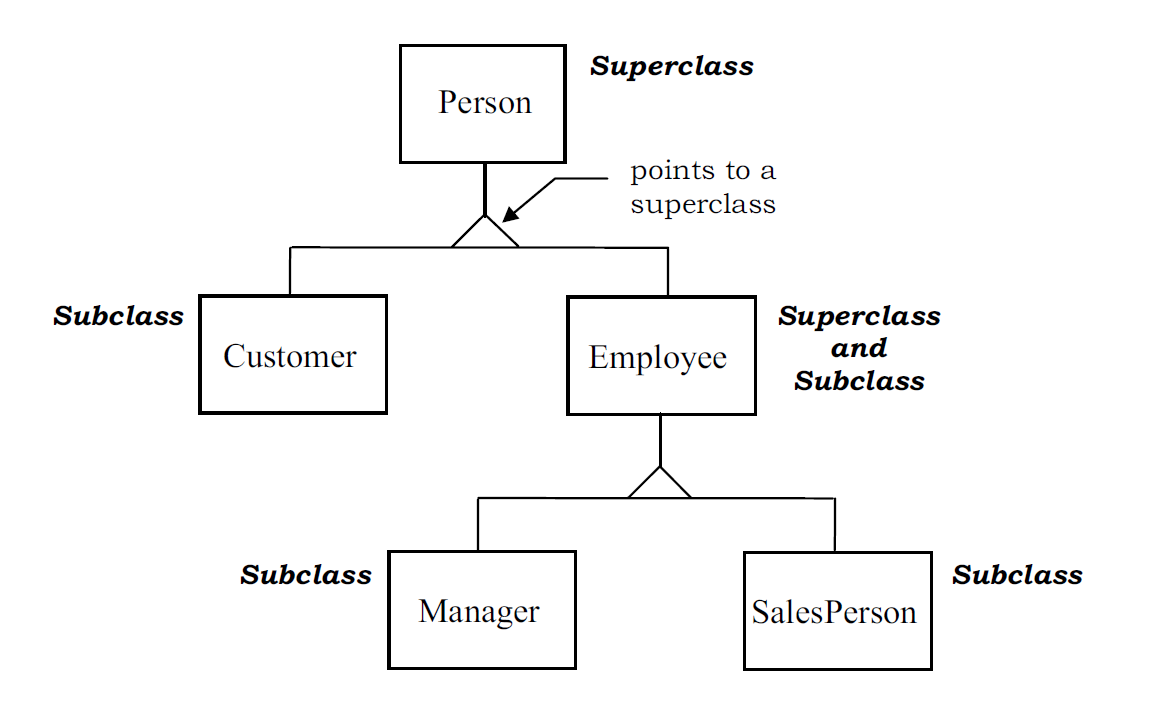 Superclass
Person
points to a
superclass
Subclass
Customer
Employee
Superclass
and
Subclass
Subclass
Manager
SalesPerson
Subclass